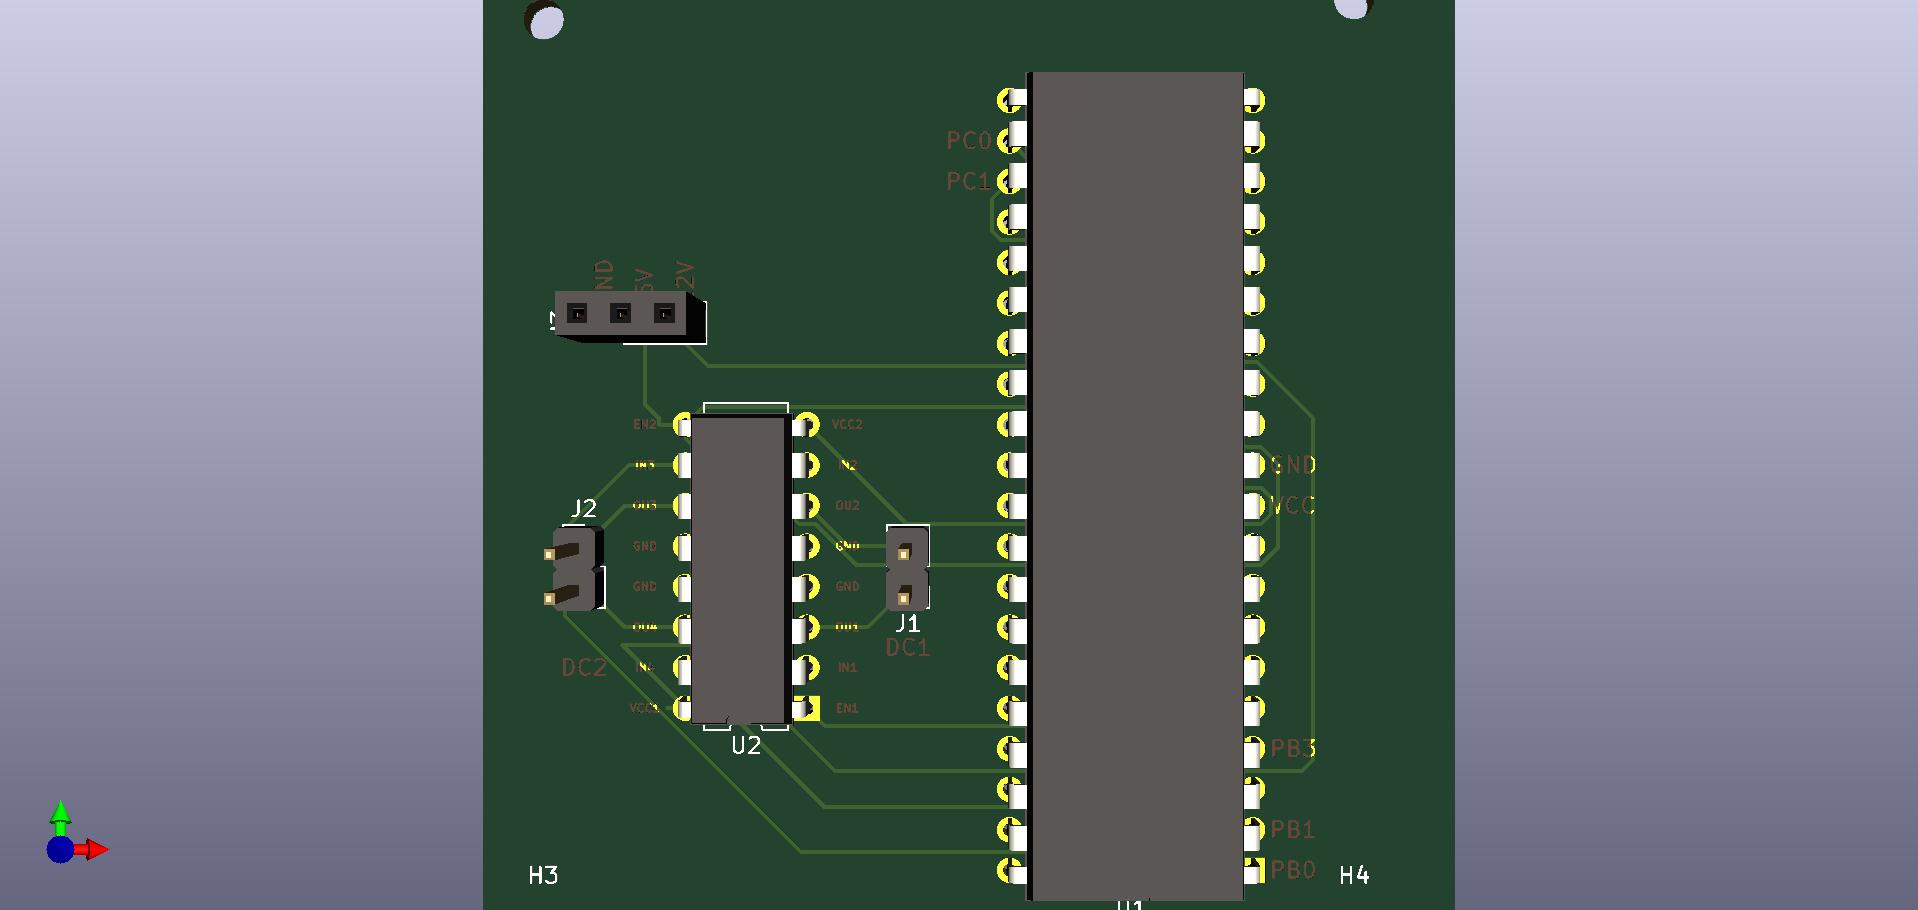 PC0
PC1
ND
5V
2V
EN2
VCC2
IN3
IN2
GND
OU3
OU2
VCC
J2
GND
GND
GND
GND
OU4
OU1
J1
DC1
DC2
IN4
IN1
VCC1
EN1
U2
PB3
PB1
PB0
H3
H4
U1